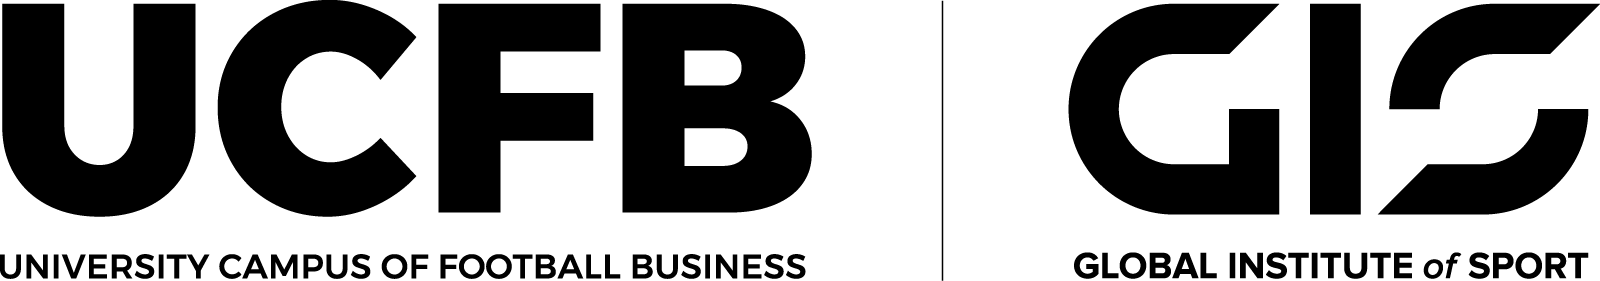 UCFB
UNIVERSITY CAMPUS OF FOOTBALL BUSINESS
GIS
GLOBAL INSTITUTE of SPORT